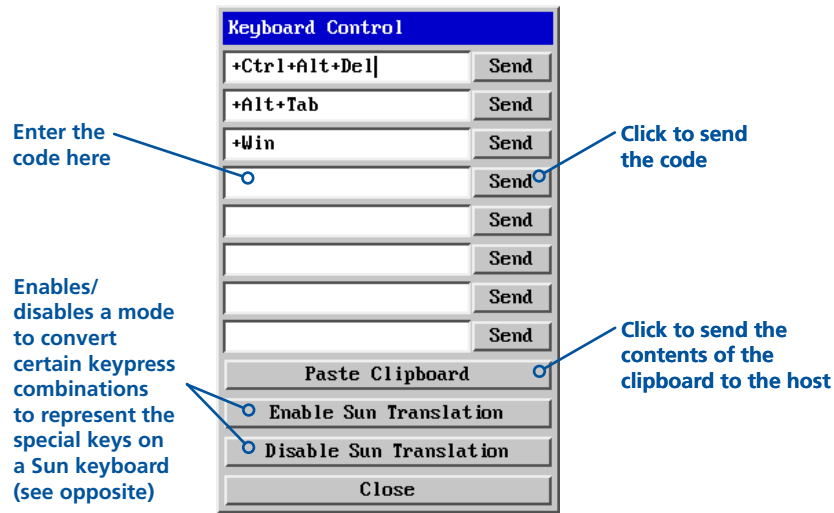 Keyboard Control
+Ctrl+Alt+Del Send
+Alt+Tab Send
+Win Send
Send
Send
Send
Send
Send
Paste Clipboard
Enable Sun Translation
Disable Sun Translation
Close
Enter the
code here
Enables/
disables a mode
to convert
certain keypress
combinations
to represent the
special keys on
a Sun keyboard
(see opposite)
Click to send
the code
Click to send the
contents of the
clipboard to the host